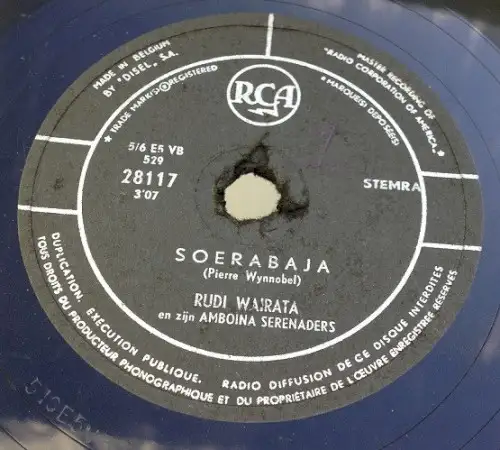 MADE IN BELGIUM
BY "DISEL" S.A.
MASTER RECORDING OF
"RADIO CORPORATION OF AMERICA"
★ TRADE MARK(S) ® REGISTERED
★ MARQUE(S) DEPOSÉE(S)
RCA
5/6 E5 VB
529
28117
3'07
STEMRA
SOERABAJA
(Pierre Wynnobel)
RUDI WAIRATA
en zijn AMBOINA SERENADERS
DUPLICATION, EXÉCUTION PUBLIQUE, RADIO DIFFUSION DE CE DISQUE INTERDITES
TOUS DROITS DU PRODUCTEUR PHONOGRAPHIQUE ET DU PROPRIÉTAIRE DE L'ŒUVRE ENREGISTRÉE RÉSERVÉS